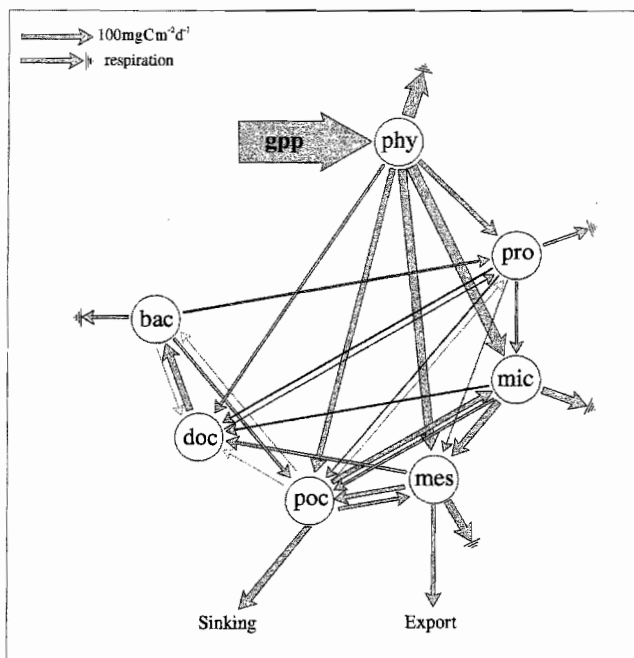 100mgCm⁻²d⁻¹
respiration
gpp
phy
pro
bac
mic
doc
mes
poc
Sinking
Export